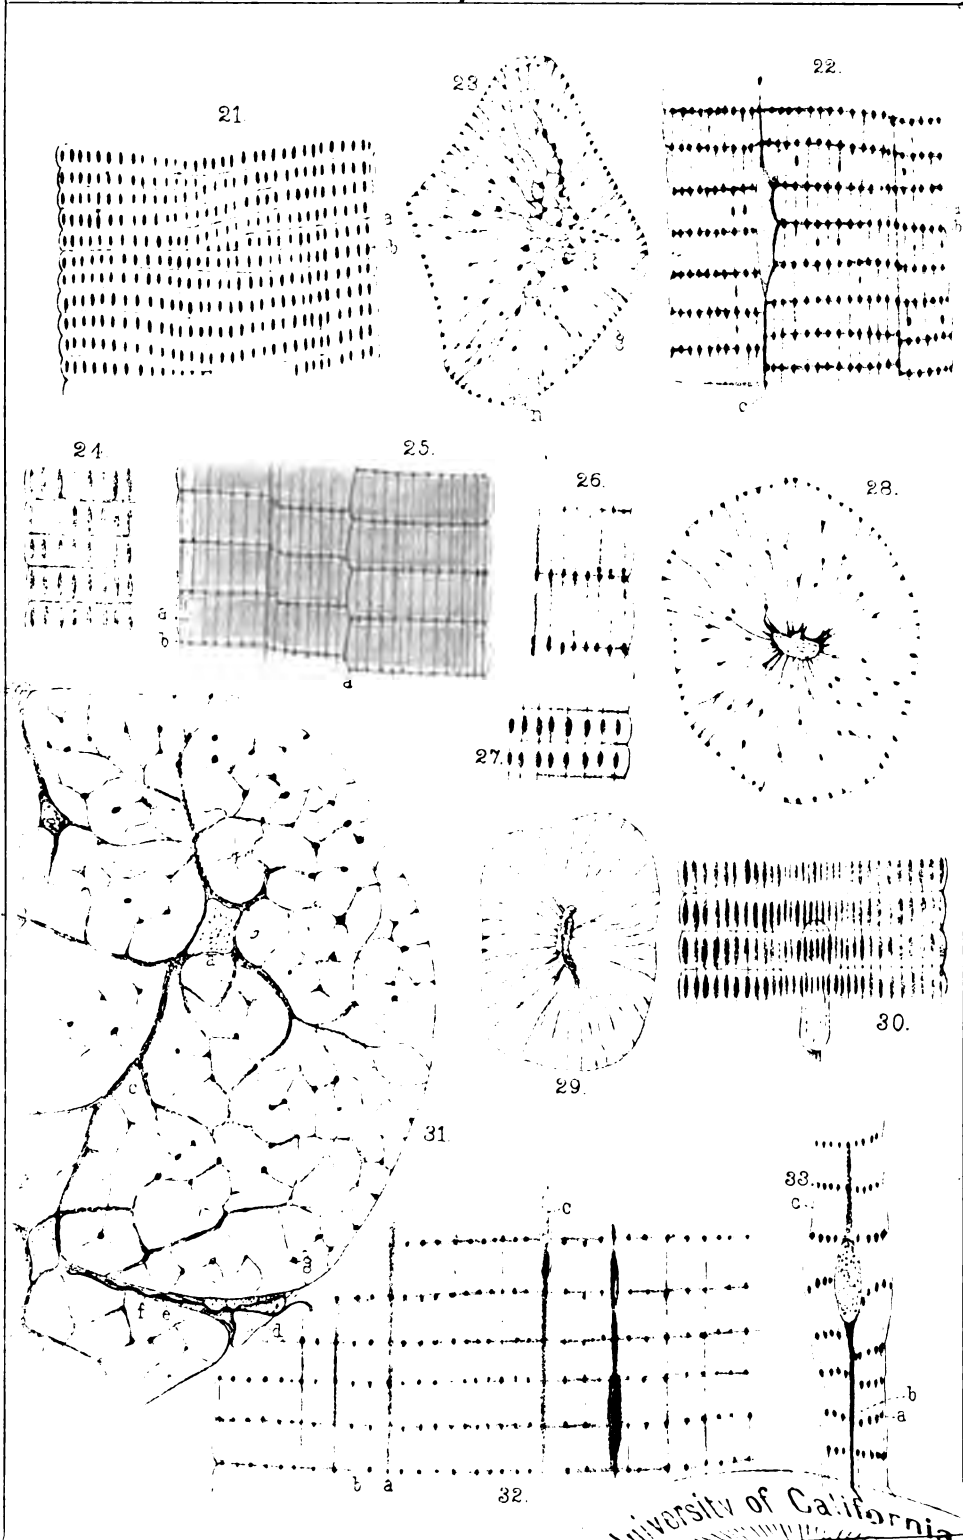 21.
23.
22.
a
b
a
b
g
n
c
24.
25.
26.
28.
a
b
d
27.
30.
29.
c
31.
33.
c
c
g
f e
d
b
a
b a
32.
University of California